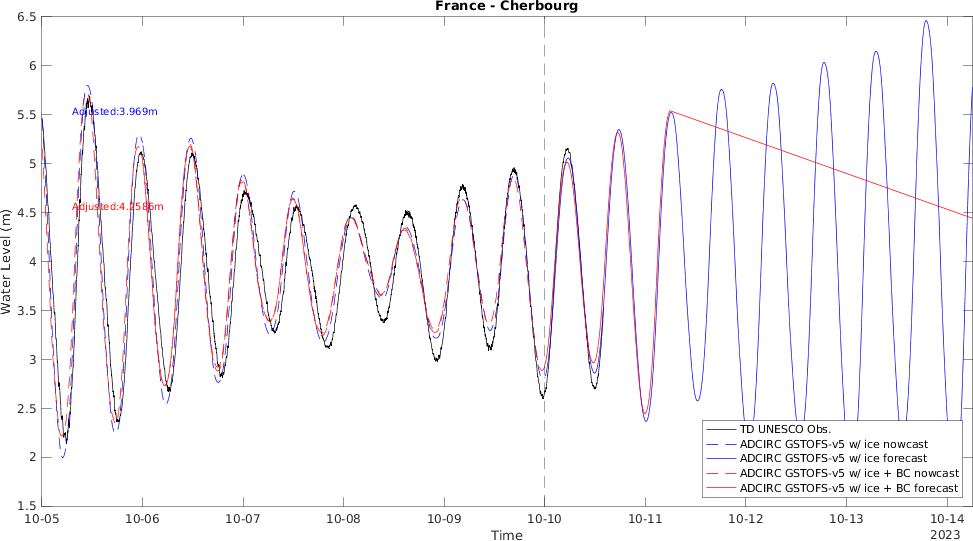 France - Cherbourg
6.5
6
5.5
5
4.5
4
3.5
3
2.5
2
1.5
Water Level (m)
Adjusted:3.969m
Adjusted:4.2586m
TD UNESCO Obs.
ADCIRC GSTOFS-v5 w/ ice nowcast
ADCIRC GSTOFS-v5 w/ ice forecast
ADCIRC GSTOFS-v5 w/ ice + BC nowcast
ADCIRC GSTOFS-v5 w/ ice + BC forecast
10-05 10-06 10-07 10-08 10-09 10-10 10-11 10-12 10-13 10-14
2023
Time